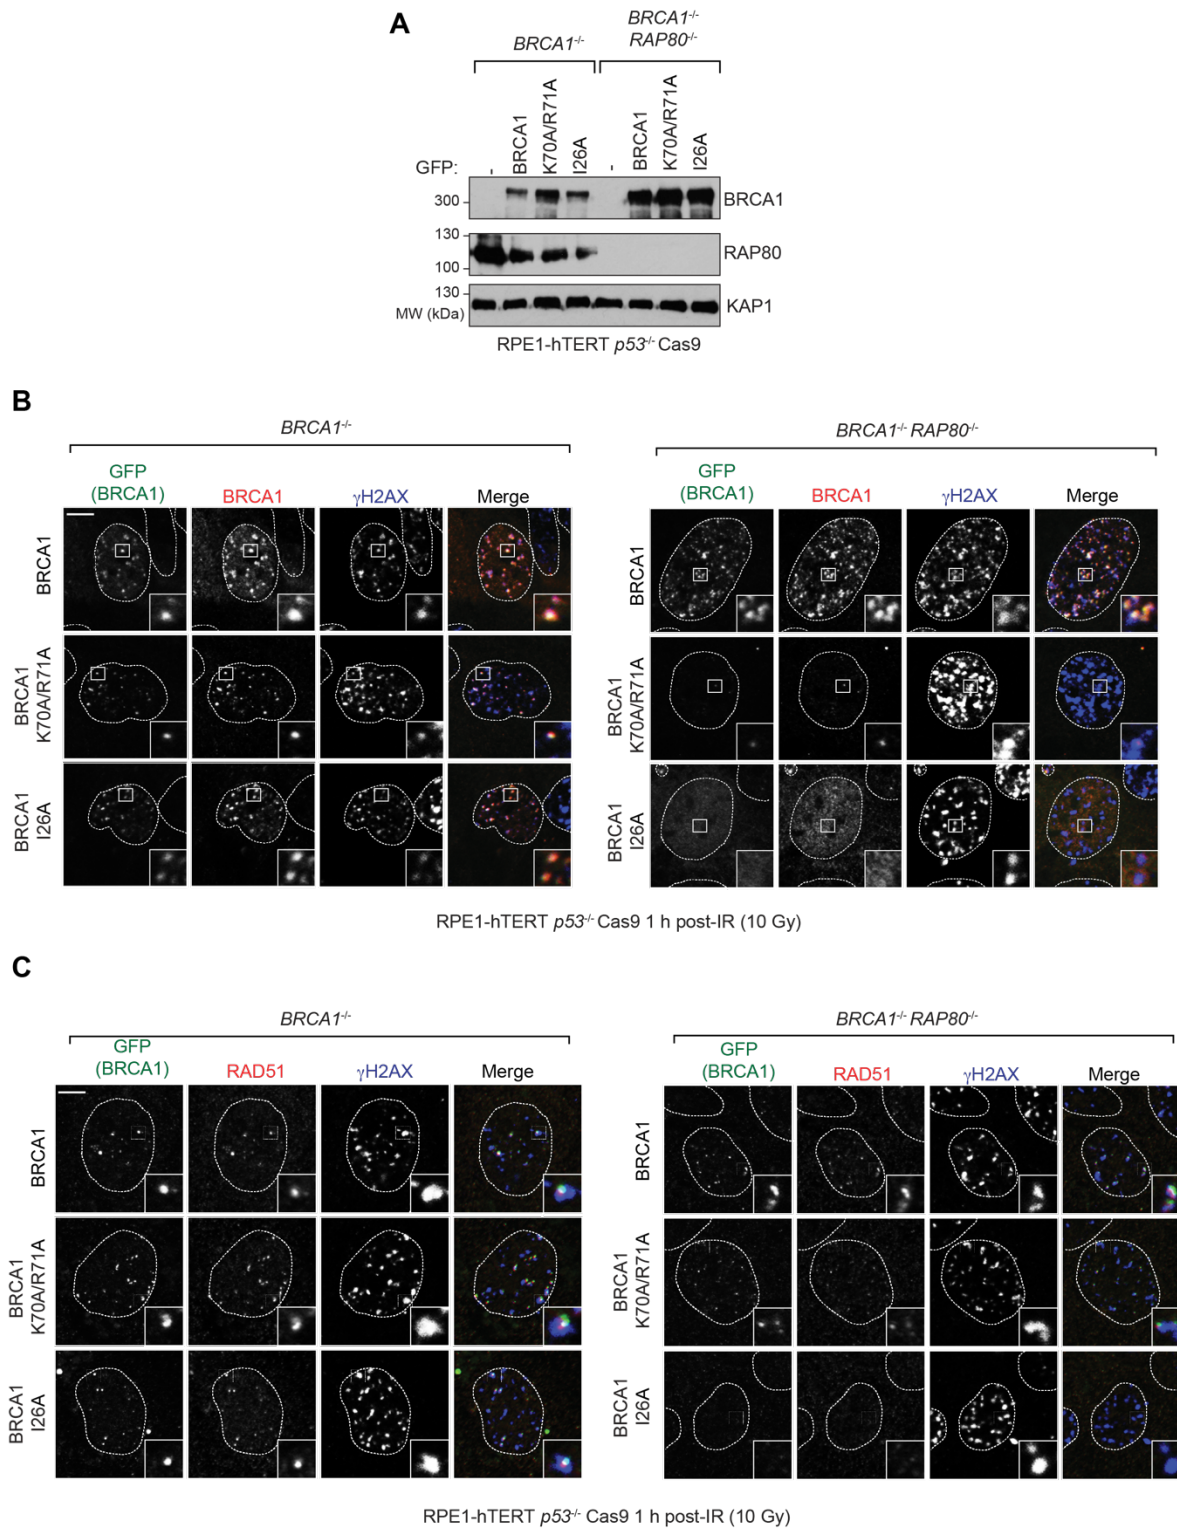 A
BRCA1-/-
BRCA1-/-
RAP80-/-
GFP:
-
BRCA1
K70A/R71A
I26A
-
BRCA1
K70A/R71A
I26A
300
BRCA1
130
100
RAP80
130
MW (kDa)
KAP1
RPE1-hTERT p53-/- Cas9
B
BRCA1-/-
GFP
(BRCA1)
BRCA1
γH2AX
Merge
BRCA1
BRCA1
K70A/R71A
BRCA1
I26A
BRCA1-/- RAP80-/-
GFP
(BRCA1)
BRCA1
γH2AX
Merge
BRCA1
BRCA1
K70A/R71A
BRCA1
I26A
RPE1-hTERT p53-/- Cas9 1 h post-IR (10 Gy)
C
BRCA1-/-
GFP
(BRCA1)
RAD51
γH2AX
Merge
BRCA1
BRCA1
K70A/R71A
BRCA1
I26A
BRCA1-/- RAP80-/-
GFP
(BRCA1)
RAD51
γH2AX
Merge
BRCA1
BRCA1
K70A/R71A
BRCA1
I26A
RPE1-hTERT p53-/- Cas9 1 h post-IR (10 Gy)